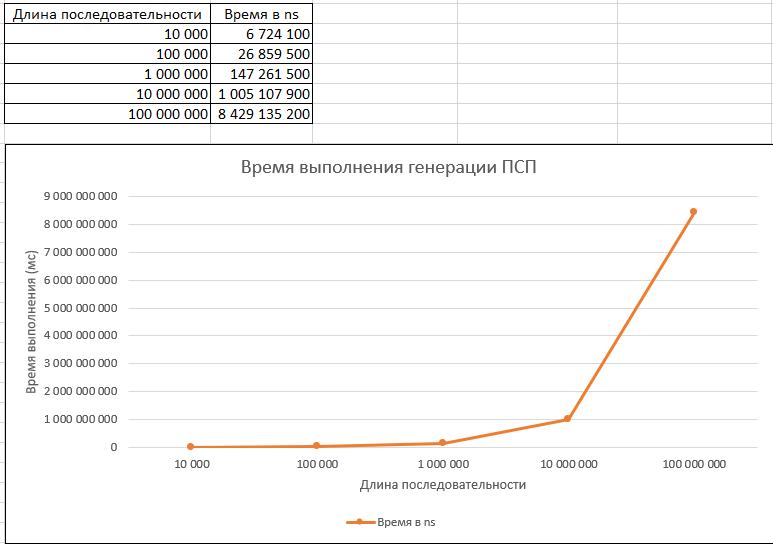 Длина последовательности Время в ns
10 000 6 724 100
100 000 26 859 500
1 000 000 147 261 500
10 000 000 1 005 107 900
100 000 000 8 429 135 200
Время выполнения генерации ПСП
Время выполнения (мс)
9 000 000 000
8 000 000 000
7 000 000 000
6 000 000 000
5 000 000 000
4 000 000 000
3 000 000 000
2 000 000 000
1 000 000 000
0
10 000 100 000 1 000 000 10 000 000 100 000 000
Длина последовательности
Время в ns